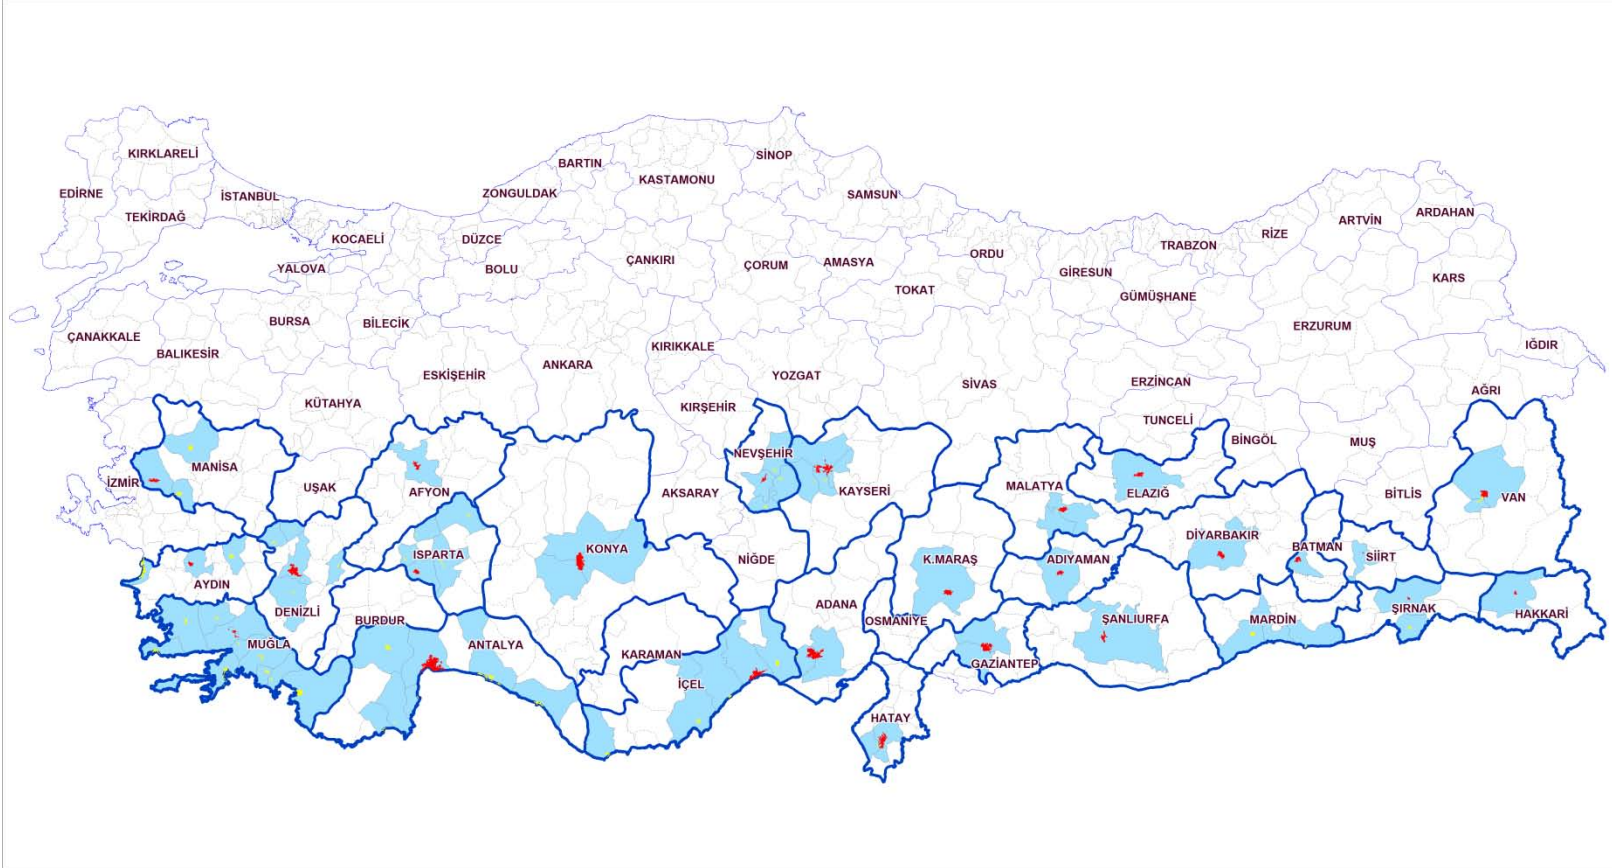 SİNOP
KIRKLARELİ
BARTIN
KASTAMONU
EDİRNE
İSTANBUL
ZONGULDAK
SAMSUN
TEKİRDAĞ
ARTVİN
ARDAHAN
KOCAELİ
DÜZCE
RİZE
TRABZON
ORDU
YALOVA
BOLU
ÇANKIRI
ÇORUM
AMASYA
GİRESUN
KARS
TOKAT
GÜMÜŞHANE
BURSA
BİLECİK
ERZURUM
ÇANAKKALE
BALIKESİR
KIRIKKALE
IĞDIR
ANKARA
ESKİŞEHİR
YOZGAT
SİVAS
ERZİNCAN
AĞRI
KÜTAHYA
KIRŞEHİR
TUNCELİ
BİNGÖL
MUŞ
NEVŞEHİR
MANİSA
İZMİR
UŞAK
AFYON
AKSARAY
KAYSERİ
MALATYA
ELAZIĞ
BİTLİS
VAN
DİYARBAKIR
BATMAN
SİİRT
ISPARTA
KONYA
NİĞDE
K.MARAŞ
ADIYAMAN
AYDIN
DENİZLİ
ADANA
ŞIRNAK
HAKKARİ
BURDUR
OSMANİYE
ŞANLIURFA
MARDİN
MUĞLA
ANTALYA
KARAMAN
GAZİANTEP
İÇEL
HATAY